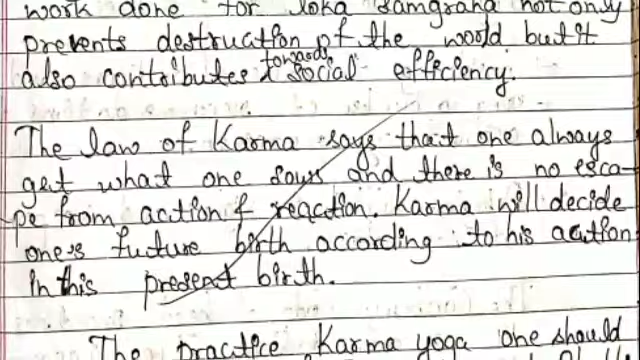 work done for loka samgraha not only
prevents destruction of the world but it
also contributes towards social efficiency.
The law of Karma says that one always
get what one sows and there is no esca-
pe from action & reaction. Karma will decide
one's future birth according to his action
in this present birth.
The practice Karma yoga one should